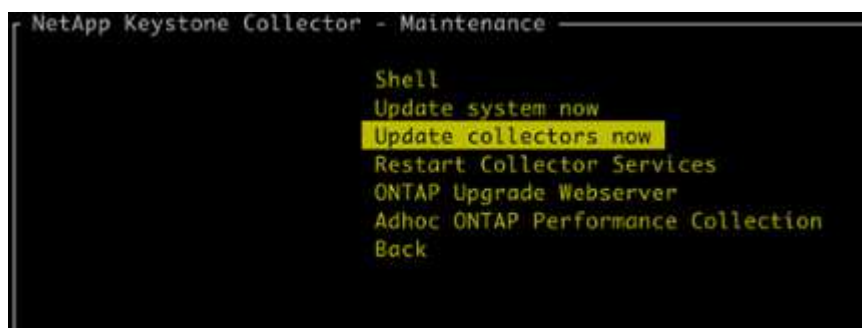 NetApp Keystone Collector - Maintenance
Shell
Update system now
Update collectors now
Restart Collector Services
ONTAP Upgrade Webserver
Adhoc ONTAP Performance Collection
Back